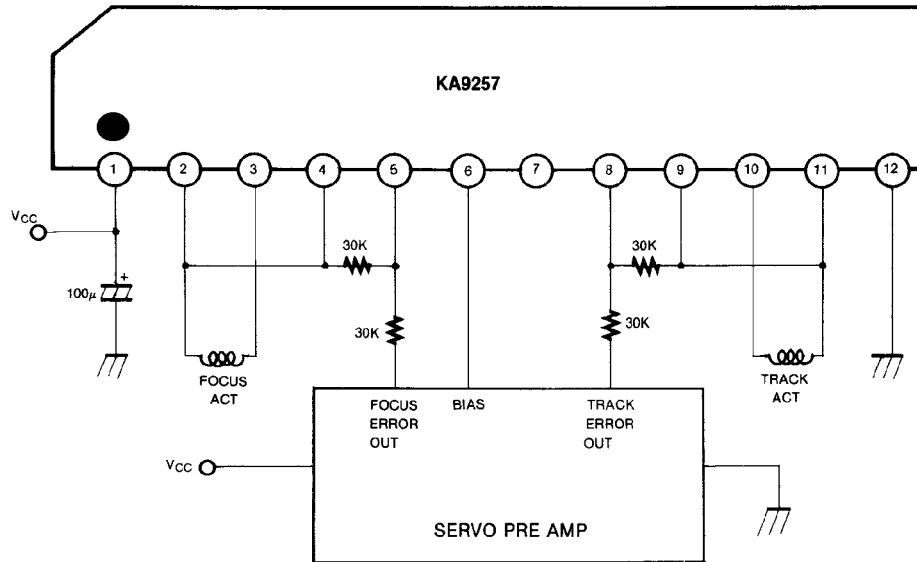 KA9257
1
2
3
4
5
6
7
8
9
10
11
12
VCC
30K
30K
+
100μ
30K
30K
FOCUS
ACT
TRACK
ACT
FOCUS
ERROR
OUT
BIAS
TRACK
ERROR
OUT
VCC
SERVO PRE AMP